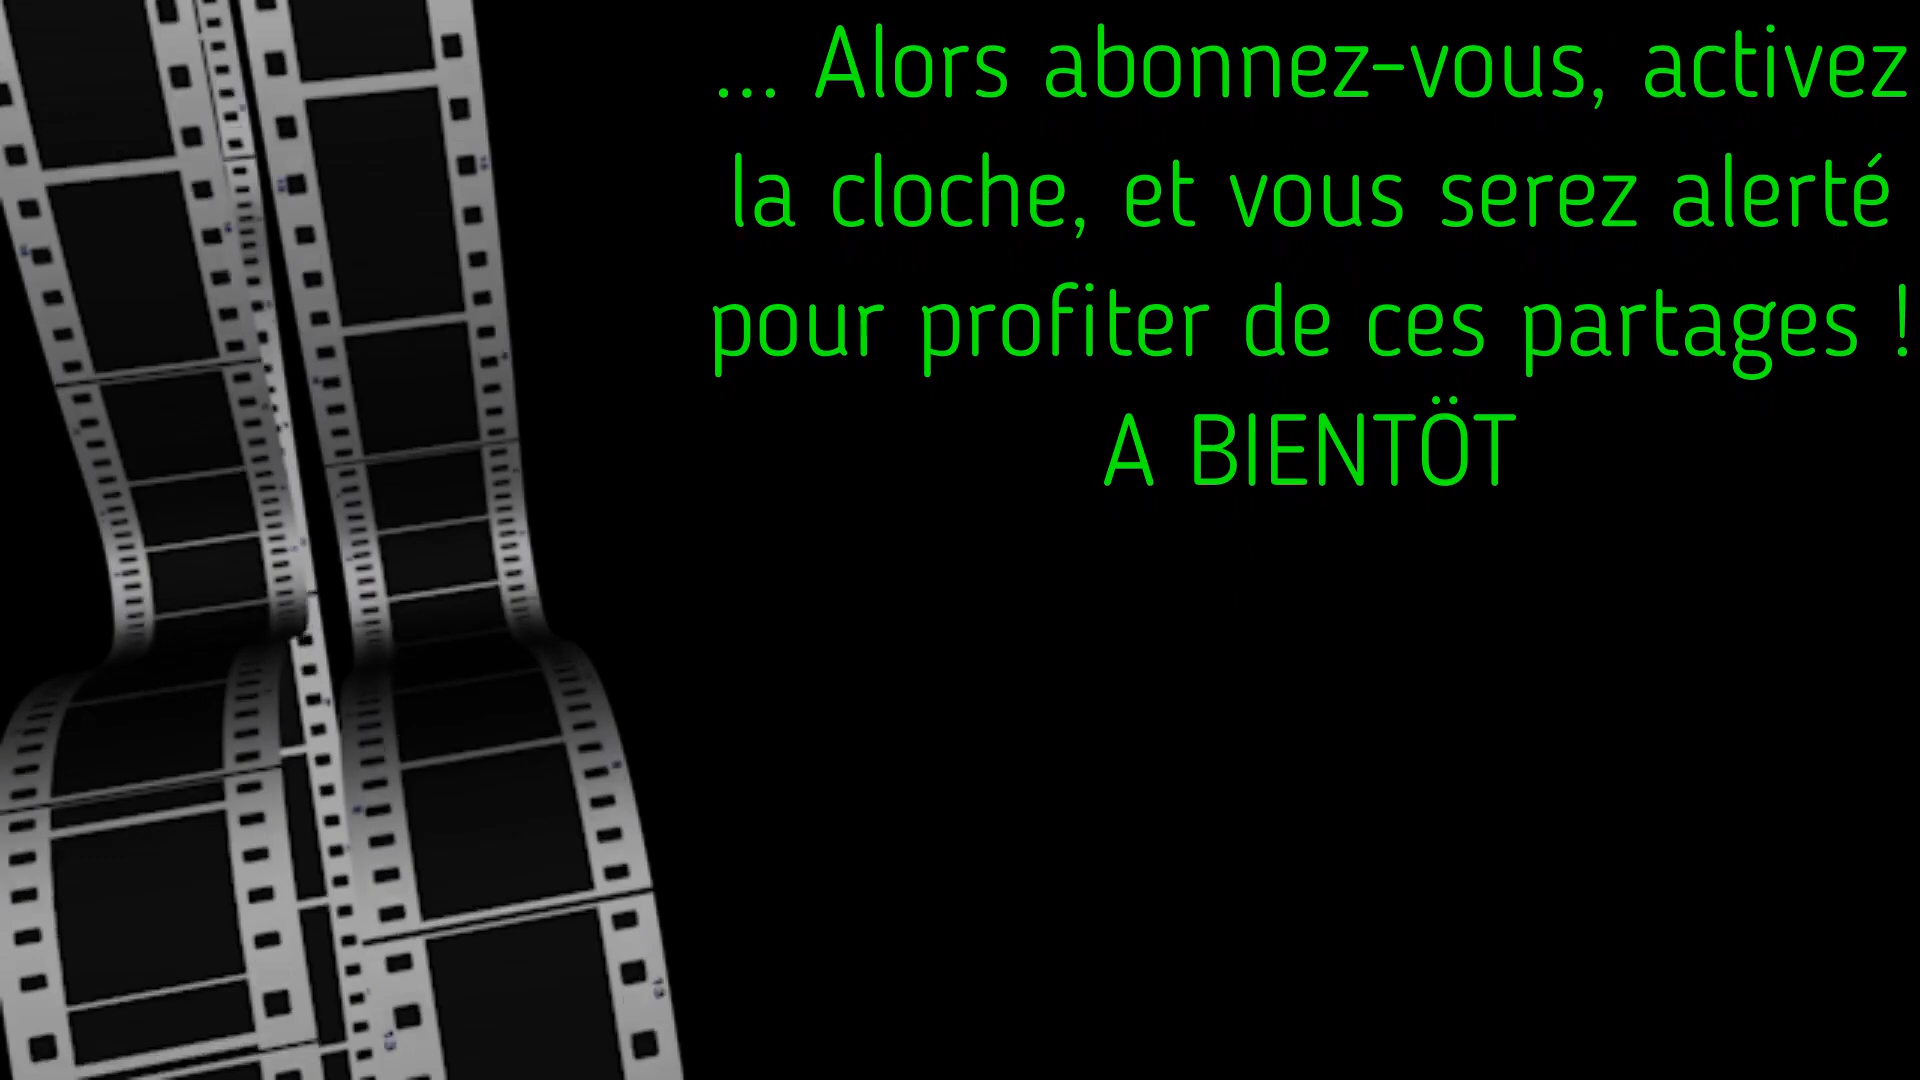 ... Alors abonnez-vous, activez
la cloche, et vous serez alerté
pour profiter de ces partages !
A BIENTÖT